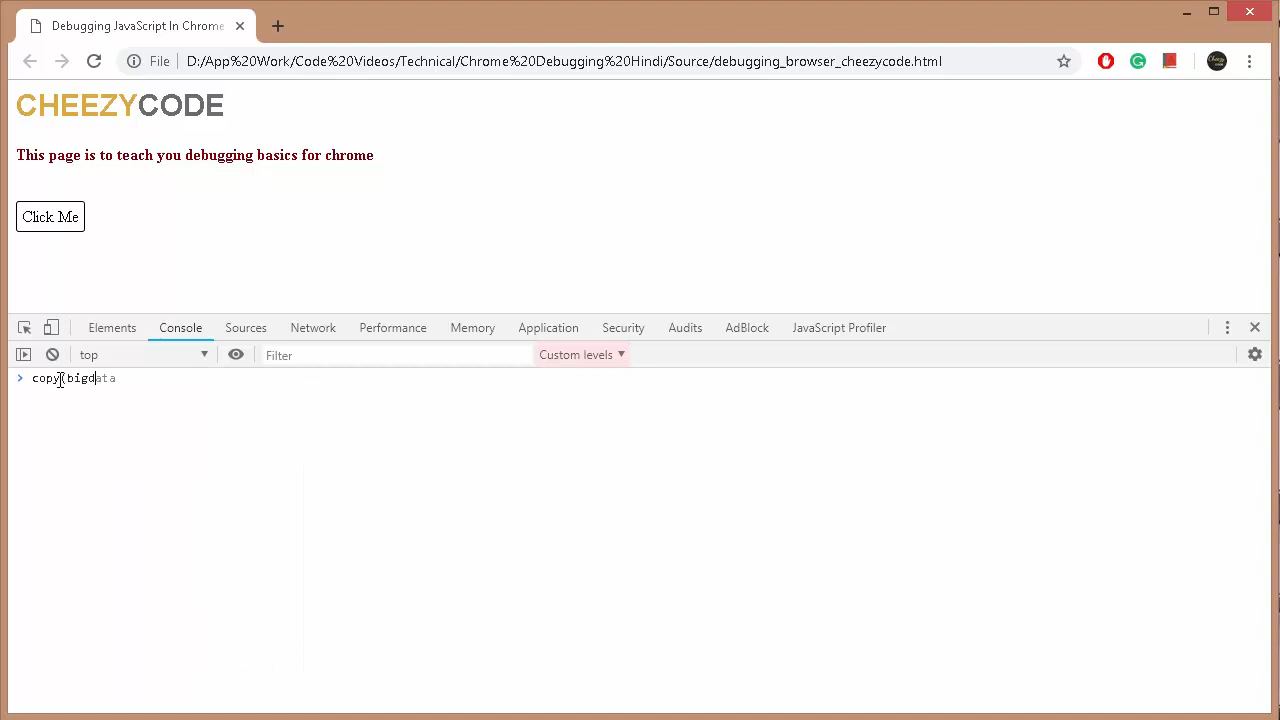 Debugging JavaScript In Chrome
File D:/App%20Work/Code%20Videos/Technical/Chrome%20Debugging%20Hindi/Source/debugging_browser_cheezycode.htm
CHEEZYCODE
This page is to teach you debugging basics for chrome
Click Me
Elements Console Sources Network Performance Memory Application Security Audits AdBlock JavaScript Profiler
top Filter Custom levels
copy(bigdata